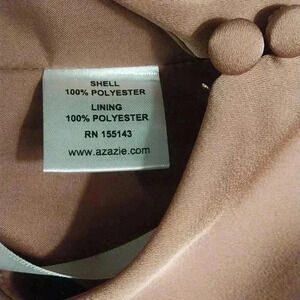 SHELL
100% POLYESTER
LINING
100% POLYESTER
RN 155143
www.azazie.com